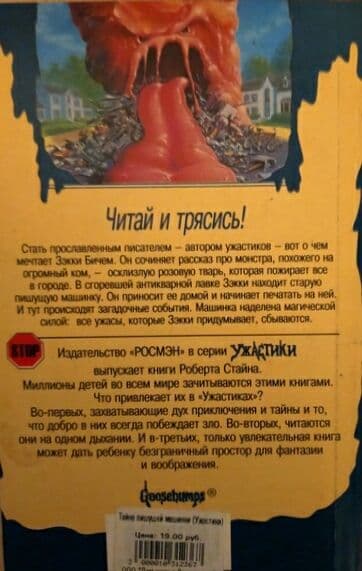 Читай и трясись!
Стать прославленным писателем – автором ужастиков – вот о чем
мечтает Зэкки Бичем. Он сочиняет рассказ про монстра, похожего на
огромный ком, – осклизлую розовую тварь, которая пожирает все
в городе. В сгоревшей антикварной лавке Зэкки находит старую
пишущую машинку. Он приносит ее домой и начинает печатать на ней.
И тут происходят загадочные события. Машинка наделена магической
силой: все ужасы, которые Зэкки придумывает, сбываются.
STOP Издательство «РОСМЭН» в серии УЖАСТИКИ
выпускает книги Роберта Стайна.
Миллионы детей во всем мире зачитываются этими книгами.
Что привлекает их в «Ужастиках»?
Во-первых, захватывающие дух приключения и тайны и то,
что добро в них всегда побеждает зло. Во-вторых, читаются
они на одном дыхании. И в-третьих, только увлекательная книга
может дать ребенку безграничный простор для фантазии
и воображения.
Goosebumps®
Тайна пишущей машинки (Ужастики)
Цена: 19.00 руб.
2 000010 312267